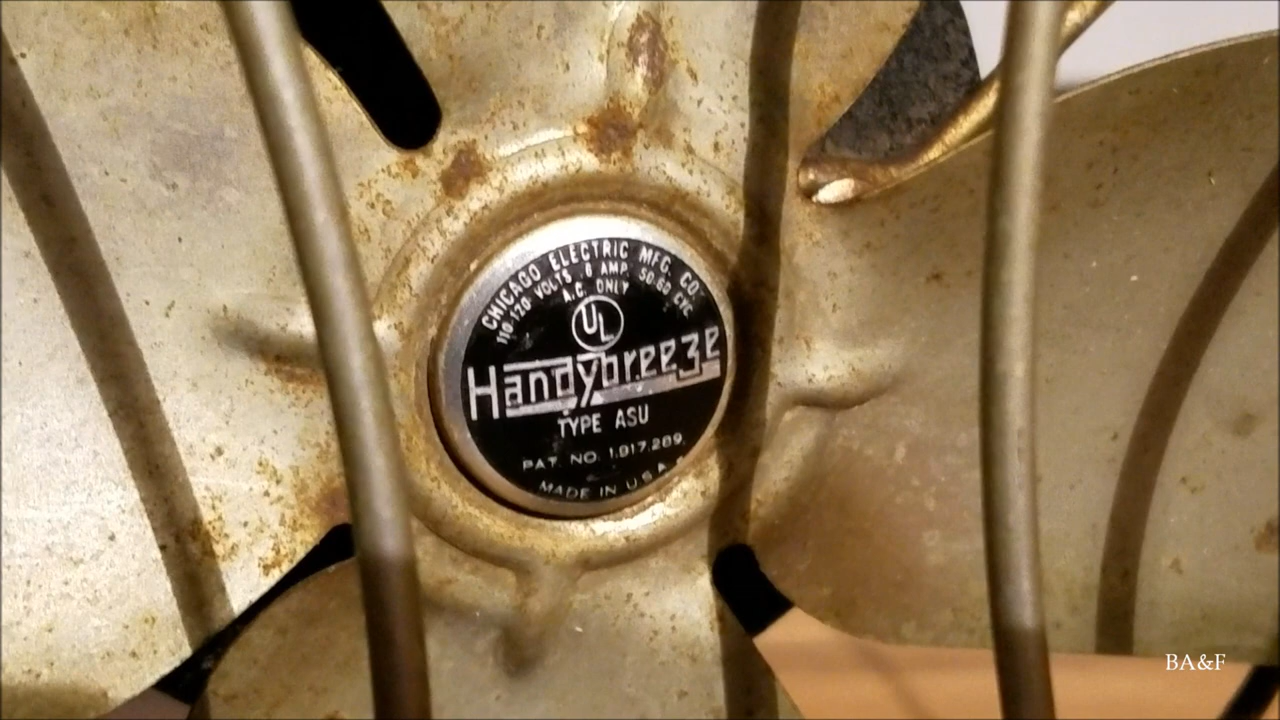 CHICAGO ELECTRIC MFG. CO.
110-120 VOLTS .8 AMP. 50-60 CYC
A.C. ONLY
UL
Handybreeze
TYPE ASU
PAT. NO. 1,917,289.
MADE IN U.S.A.
BA&F